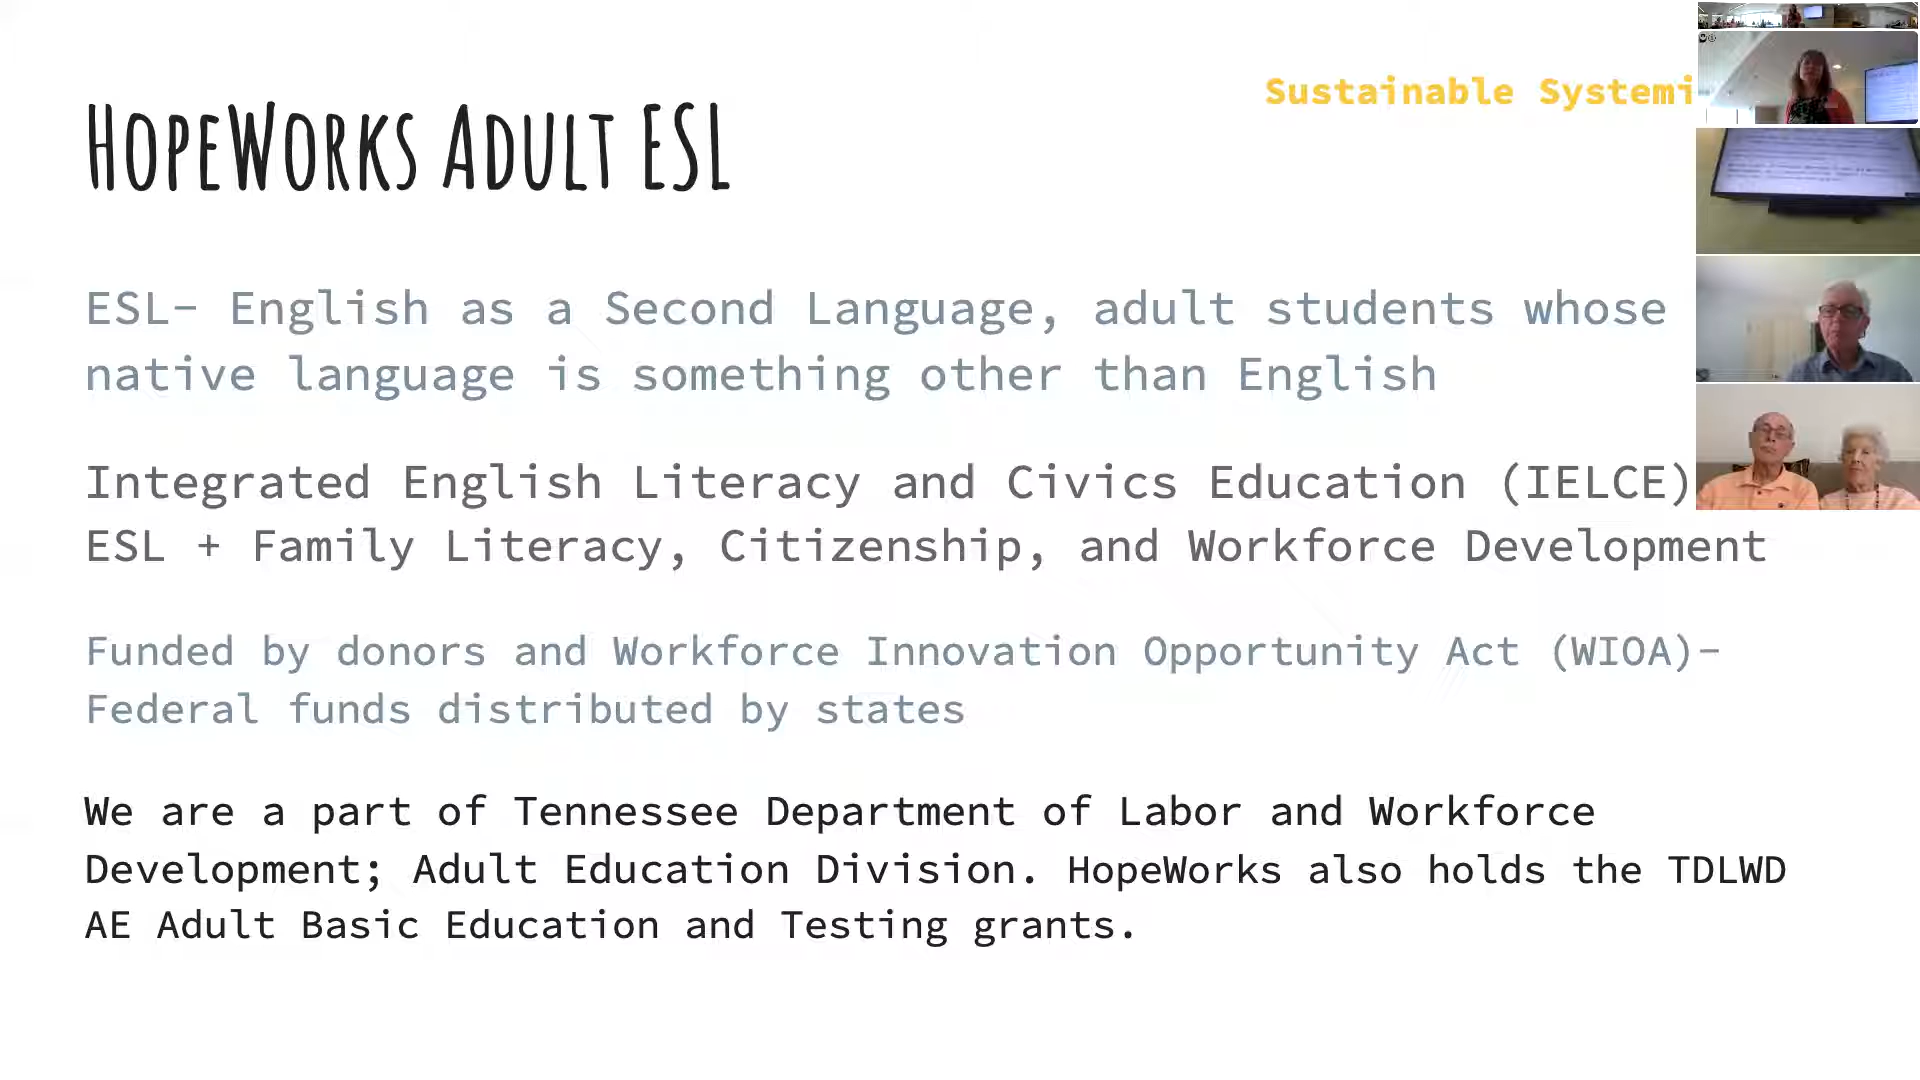 Sustainable Systemi
HopeWorks Adult ESL
ESL- English as a Second Language, adult students whose
native language is something other than English
Integrated English Literacy and Civics Education (IELCE)
ESL + Family Literacy, Citizenship, and Workforce Development
Funded by donors and Workforce Innovation Opportunity Act (WIOA)-
Federal funds distributed by states
We are a part of Tennessee Department of Labor and Workforce
Development; Adult Education Division. HopeWorks also holds the TDLWD
AE Adult Basic Education and Testing grants.